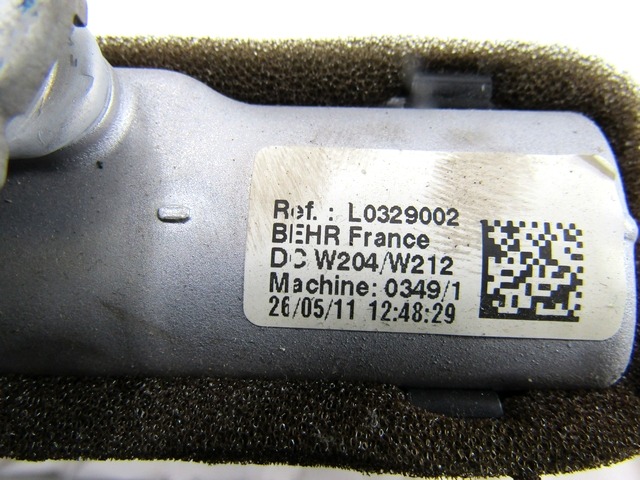 Ref. : L0329002
BEHR France
DC W204/W212
Machine: 0349/1
26/05/11 12:48:29